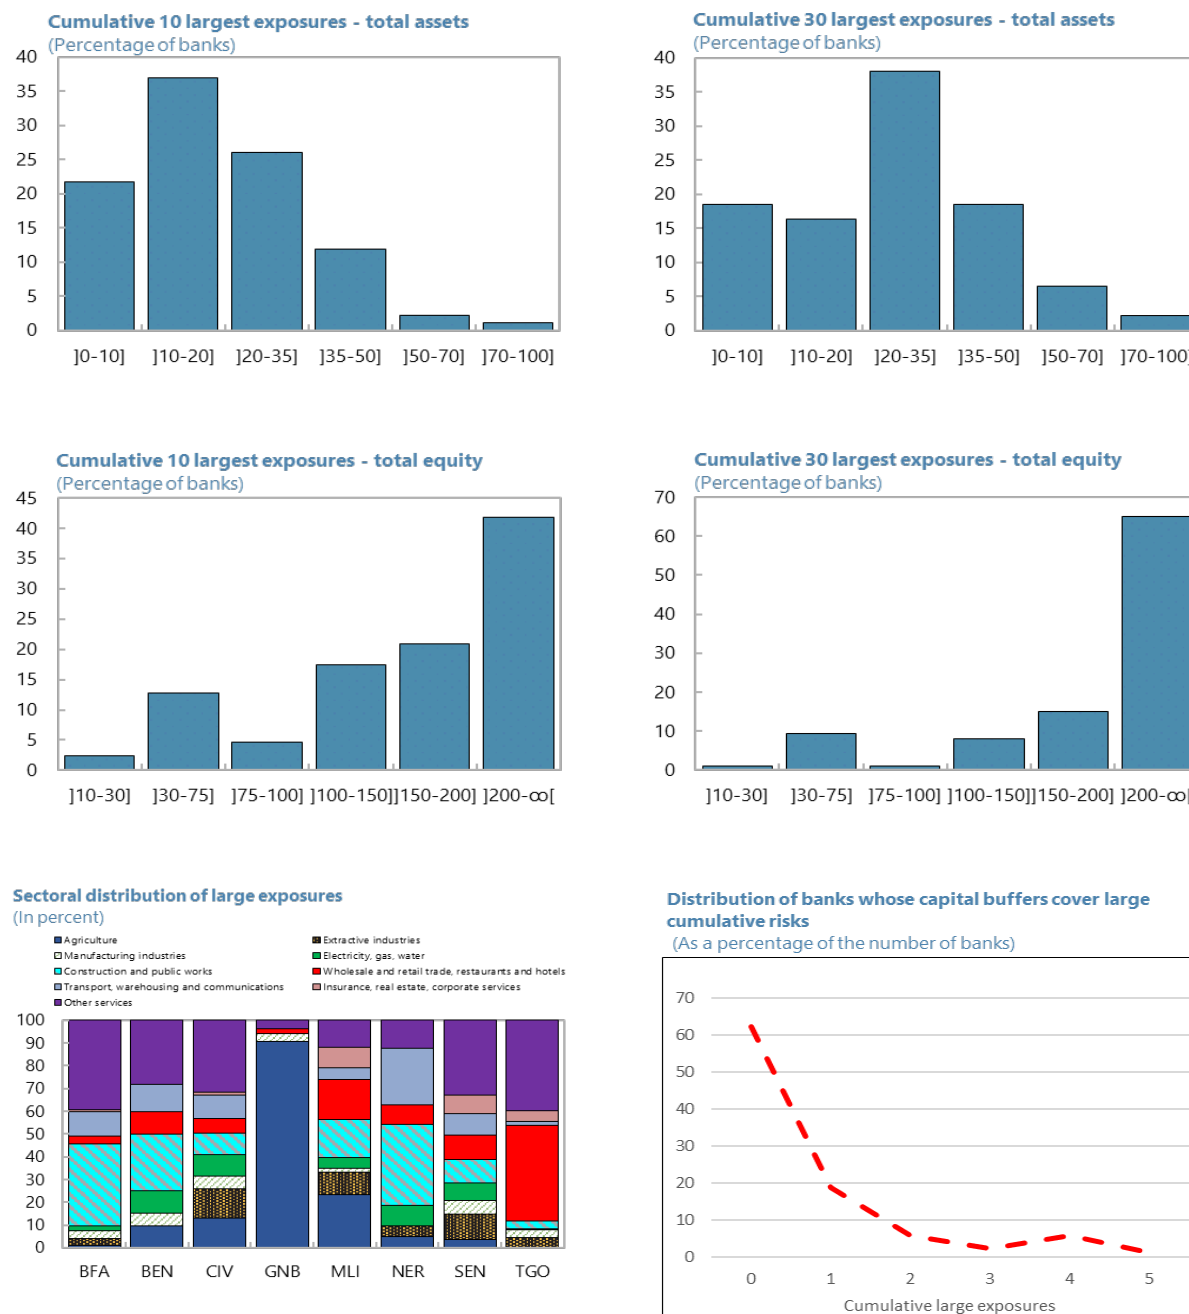 Cumulative 10 largest exposures - total assets
(Percentage of banks)
40
35
30
25
20
15
10
5
0
]0-10] ]10-20] ]20-35] ]35-50] ]50-70] ]70-100]
Cumulative 30 largest exposures - total assets
(Percentage of banks)
40
35
30
25
20
15
10
5
0
]0-10] ]10-20] ]20-35] ]35-50] ]50-70] ]70-100]
Cumulative 10 largest exposures - total equity
(Percentage of banks)
45
40
35
30
25
20
15
10
5
0
]10-30] ]30-75] ]75-100] ]100-150] ]150-200] ]200-∞[
Cumulative 30 largest exposures - total equity
(Percentage of banks)
70
60
50
40
30
20
10
0
]10-30] ]30-75] ]75-100] ]100-150] ]150-200] ]200-∞[
Sectoral distribution of large exposures
(In percent)
Agriculture
Extractive industries
Manufacturing industries
Electricity, gas, water
Construction and public works
Wholesale and retail trade, restaurants and hotels
Transport, warehousing and communications
Insurance, real estate, corporate services
Other services
100
90
80
70
60
50
40
30
20
10
0
BFA BEN CIV GNB MLI NER SEN TGO
Distribution of banks whose capital buffers cover large
cumulative risks
(As a percentage of the number of banks)
70
60
50
40
30
20
10
0
0 1 2 3 4 5
Cumulative large exposures